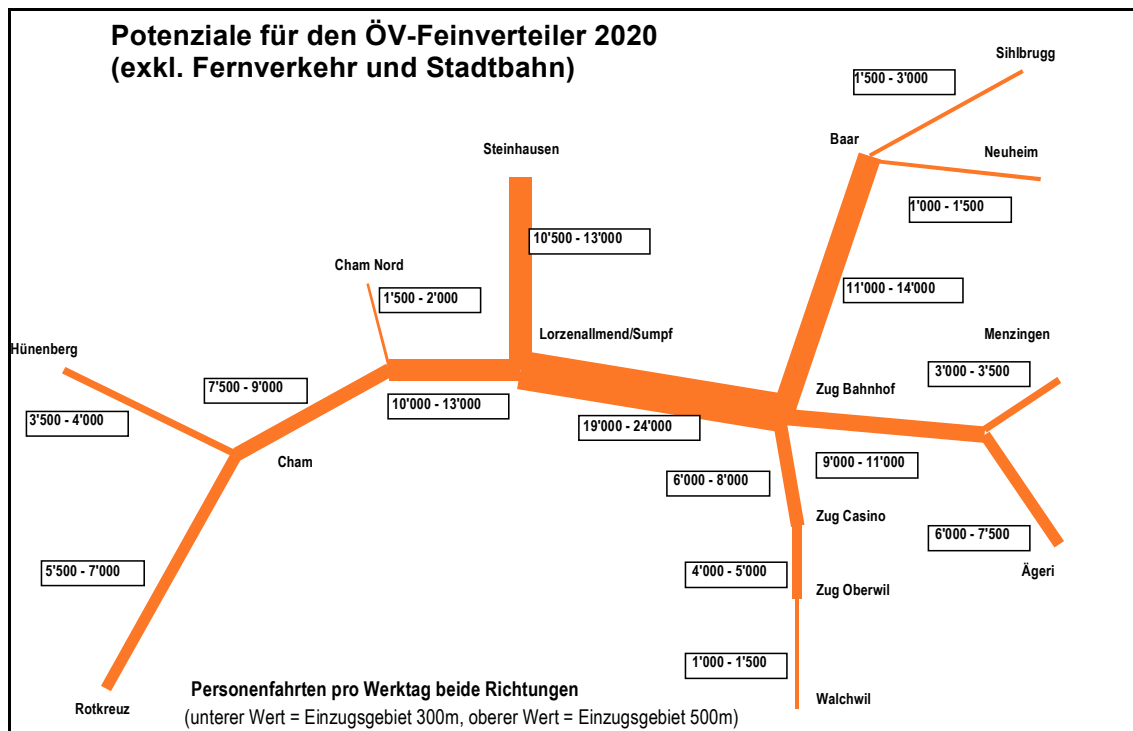 Potenziale für den ÖV-Feinverteiler 2020
(exkl. Fernverkehr und Stadtbahn)
Sihlbrugg
1'500 - 3'000
Baar
Steinhausen
Neuheim
1'000 - 1'500
10'500 - 13'000
Cham Nord
1'500 - 2'000
11'000 - 14'000
Lorzenallmend/Sumpf
Menzingen
Hünenberg
3'000 - 3'500
7'500 - 9'000
Zug Bahnhof
10'000 - 13'000
3'500 - 4'000
19'000 - 24'000
Cham
9'000 - 11'000
6'000 - 8'000
Zug Casino
6'000 - 7'500
5'500 - 7'000
4'000 - 5'000
Ägeri
Zug Oberwil
1'000 - 1'500
Personenfahrten pro Werktag beide Richtungen
Walchwil
Rotkreuz
(unterer Wert = Einzugsgebiet 300m, oberer Wert = Einzugsgebiet 500m)